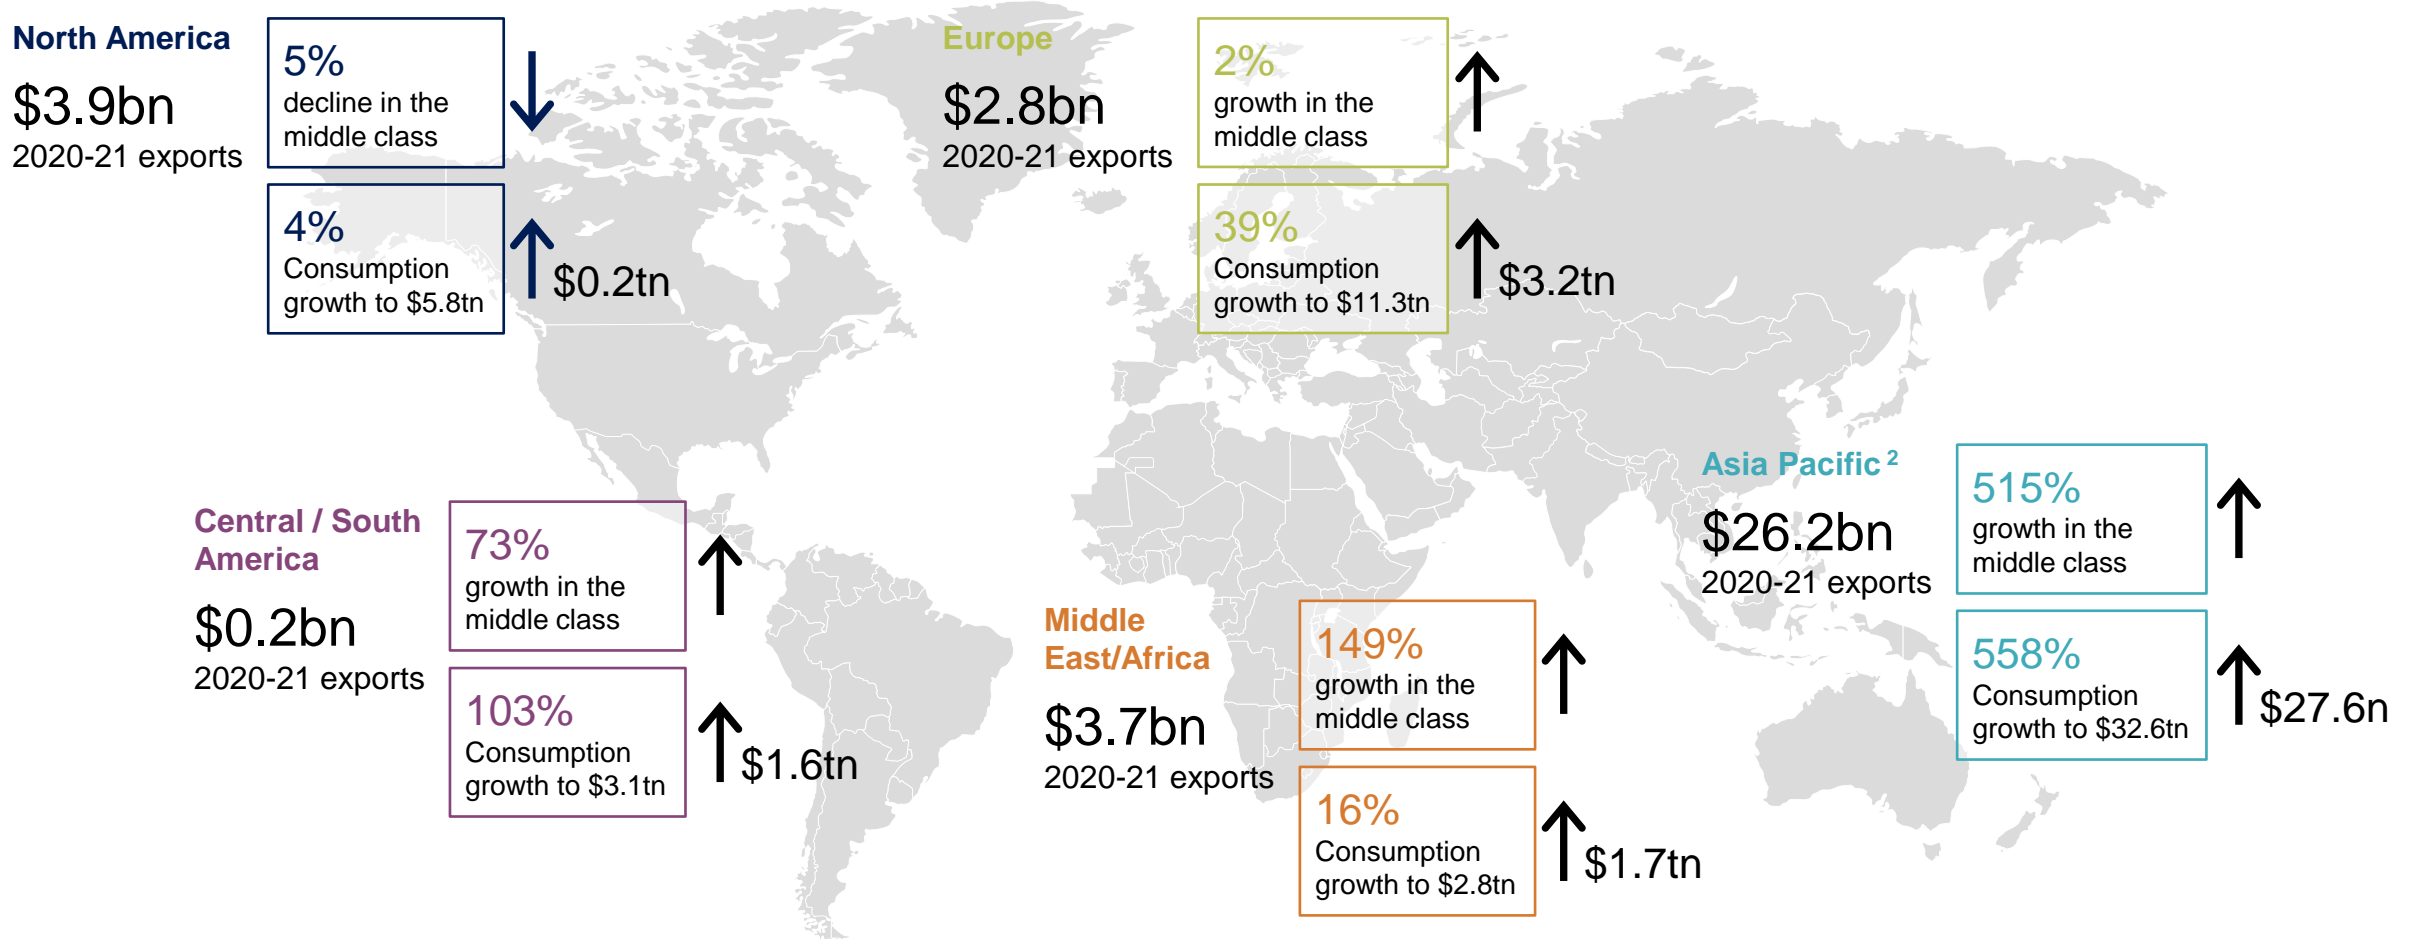 North America
$3.9bn
2020-21 exports
5%
decline in the
middle class
4%
Consumption
growth to $5.8tn
$0.2tn
Europe
$2.8bn
2020-21 exports
2%
growth in the
middle class
39%
Consumption
growth to $11.3tn
$3.2tn
Central / South
America
$0.2bn
2020-21 exports
73%
growth in the
middle class
103%
Consumption
growth to $3.1tn
$1.6tn
Middle
East/Africa
$3.7bn
2020-21 exports
149%
growth in the
middle class
16%
Consumption
growth to $2.8tn
$1.7tn
Asia Pacific 2
$26.2bn
2020-21 exports
515%
growth in the
middle class
558%
Consumption
growth to $32.6tn
$27.6n